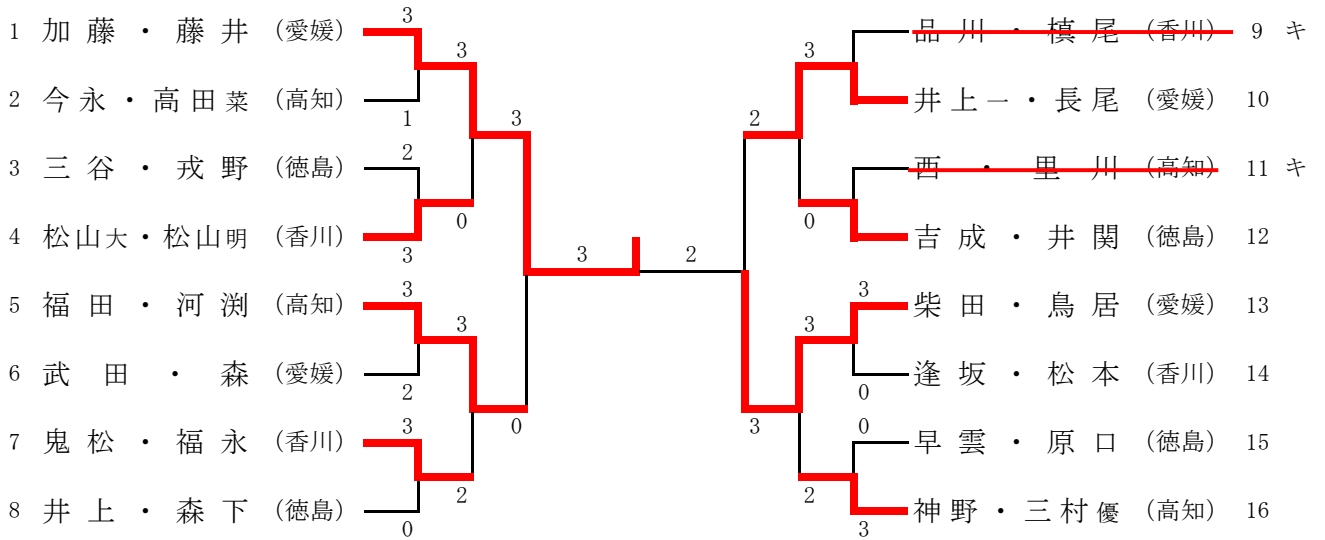 3
1 加藤・藤井 (愛媛)
3
2 今永・高田菜 (高知)
1
3
2
3 三谷・戎野 (徳島)
0
4 松山大・松山明 (香川)
3
3
3
5 福田・河渕 (高知)
3
6 武田・森 (愛媛)
2
0
3
7 鬼松・福永 (香川)
2
8 井上・森下 (徳島)
0
2
品川・槙尾 (香川) 9 キ
3
井上一・長尾 (愛媛) 10
2
西・里川 (高知) 11 キ
0
吉成・井関 (徳島) 12
3
柴田・鳥居 (愛媛) 13
3
逢坂・松本 (香川) 14
0
3
0
早雲・原口 (徳島) 15
2
神野・三村優 (高知) 16
3